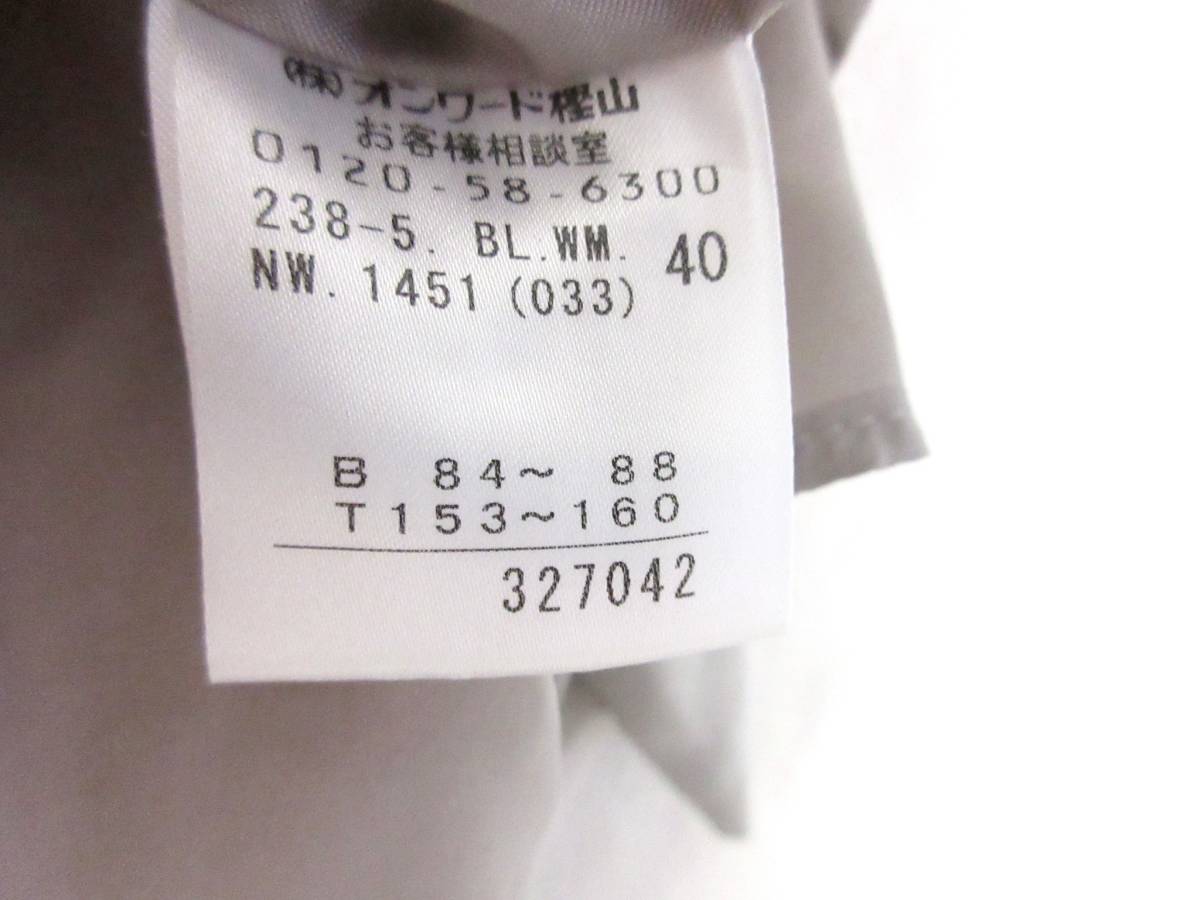 (株)オンワード樫山
お客様相談室
0120-58-6300
238-5. BL.WM. 40
NW. 1451 (033)
B 84~ 88
T153~160
327042